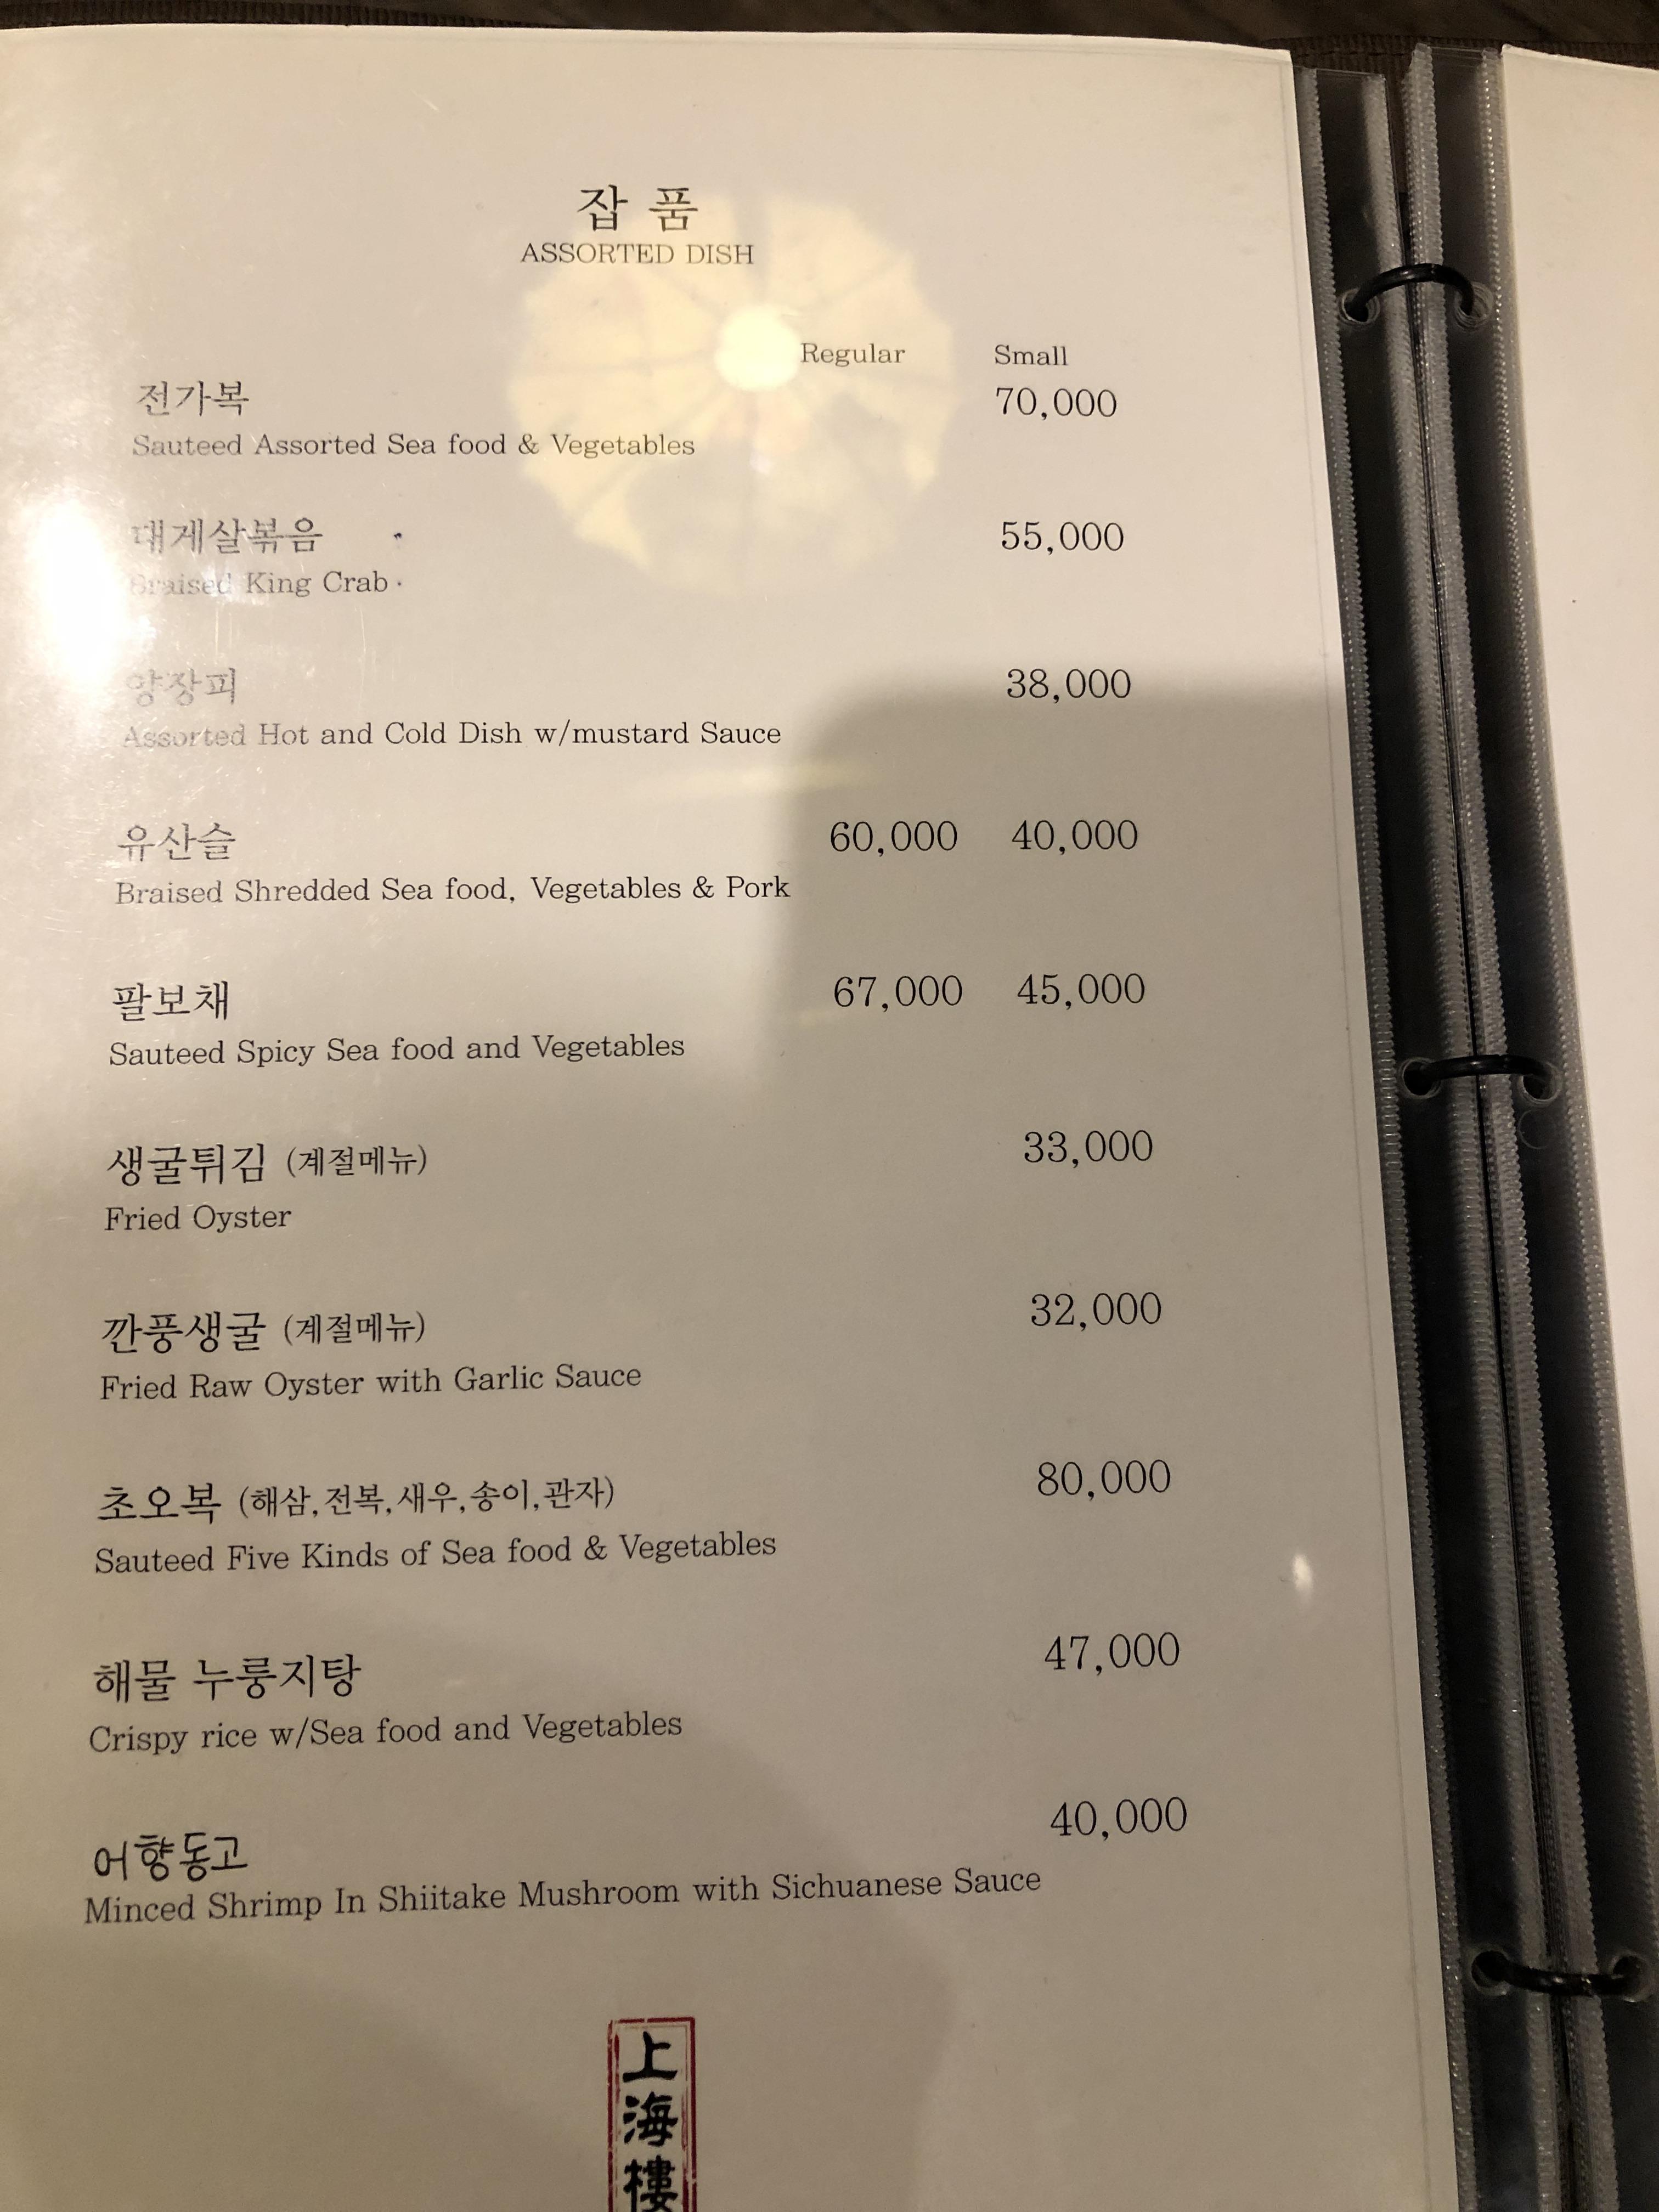 잡 품
ASSORTED DISH
Regular Small
전가복 70,000
Sauteed Assorted Sea food & Vegetables
대게살볶음 55,000
Braised King Crab
양장피 38,000
Assorted Hot and Cold Dish w/mustard Sauce
유산슬 60,000 40,000
Braised Shredded Sea food, Vegetables & Pork
팔보채 67,000 45,000
Sauteed Spicy Sea food and Vegetables
생굴튀김 (계절메뉴) 33,000
Fried Oyster
깐풍생굴 (계절메뉴) 32,000
Fried Raw Oyster with Garlic Sauce
초오복 (해삼,전복,새우,송이,관자) 80,000
Sauteed Five Kinds of Sea food & Vegetables
해물 누룽지탕 47,000
Crispy rice w/Sea food and Vegetables
어향동고 40,000
Minced Shrimp In Shiitake Mushroom with Sichuanese Sauce
上海樓